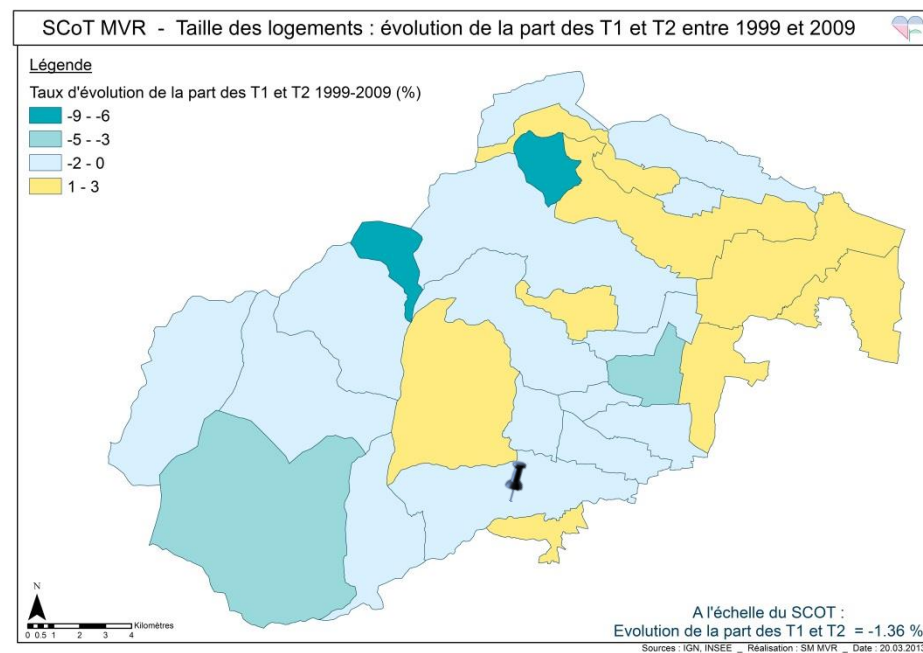 SCoT MVR - Taille des logements : évolution de la part des T1 et T2 entre 1999 et 2009
Légende
Taux d'évolution de la part des T1 et T2 1999-2009 (%)
-9 - -6
-5 - -3
-2 - 0
1 - 3
N
Kilomètres
0 0.5 1 2 3 4
A l'échelle du SCOT :
Evolution de la part des T1 et T2 = -1.36 %
Sources : IGN, INSEE _ Réalisation : SM MVR _ Date : 20.03.201